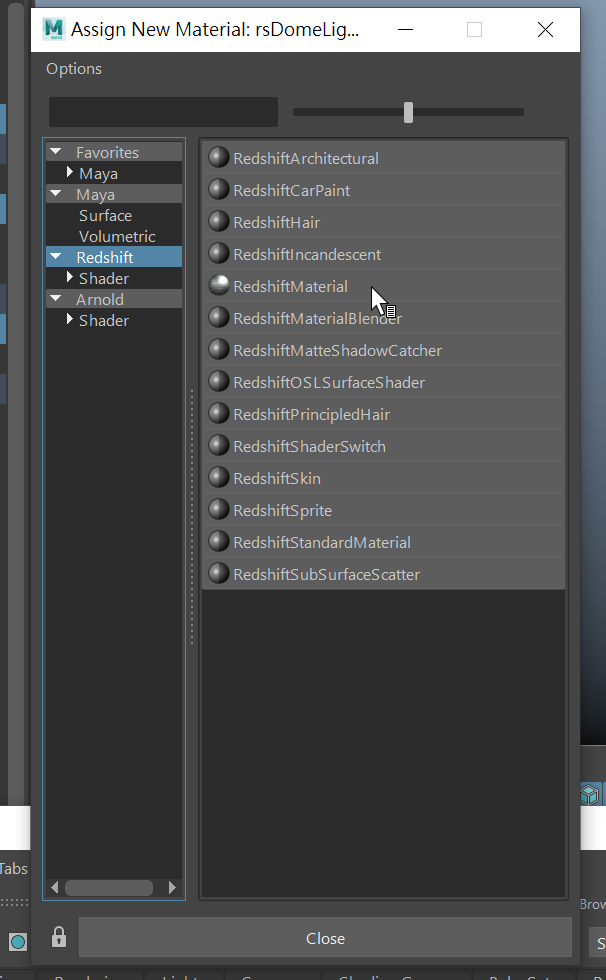 Assign New Material: rsDomeLig...
Options
Favorites
Maya
Maya
Surface
Volumetric
Redshift
Shader
Arnold
Shader
RedshiftArchitectural
RedshiftCarPaint
RedshiftHair
RedshiftIncandescent
RedshiftMaterial
RedshiftMaterialBlender
RedshiftMatteShadowCatcher
RedshiftOSLSurfaceShader
RedshiftPrincipledHair
RedshiftShaderSwitch
RedshiftSkin
RedshiftSprite
RedshiftStandardMaterial
RedshiftSubSurfaceScatter
Tabs
Brow
Close
S